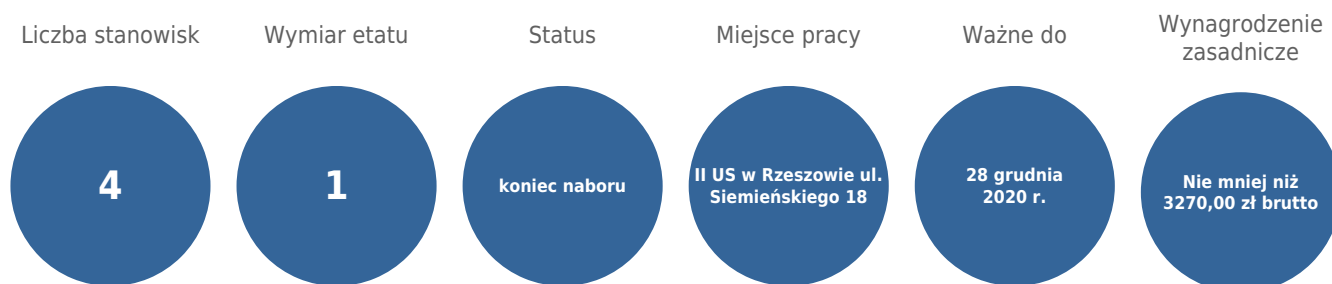 Liczba stanowisk
4
Wymiar etatu
1
Status
koniec naboru
Miejsce pracy
II US w Rzeszowie ul.
Siemieńskiego 18
Ważne do
28 grudnia
2020 r.
Wynagrodzenie
zasadnicze
Nie mniej niż
3270,00 zł brutto